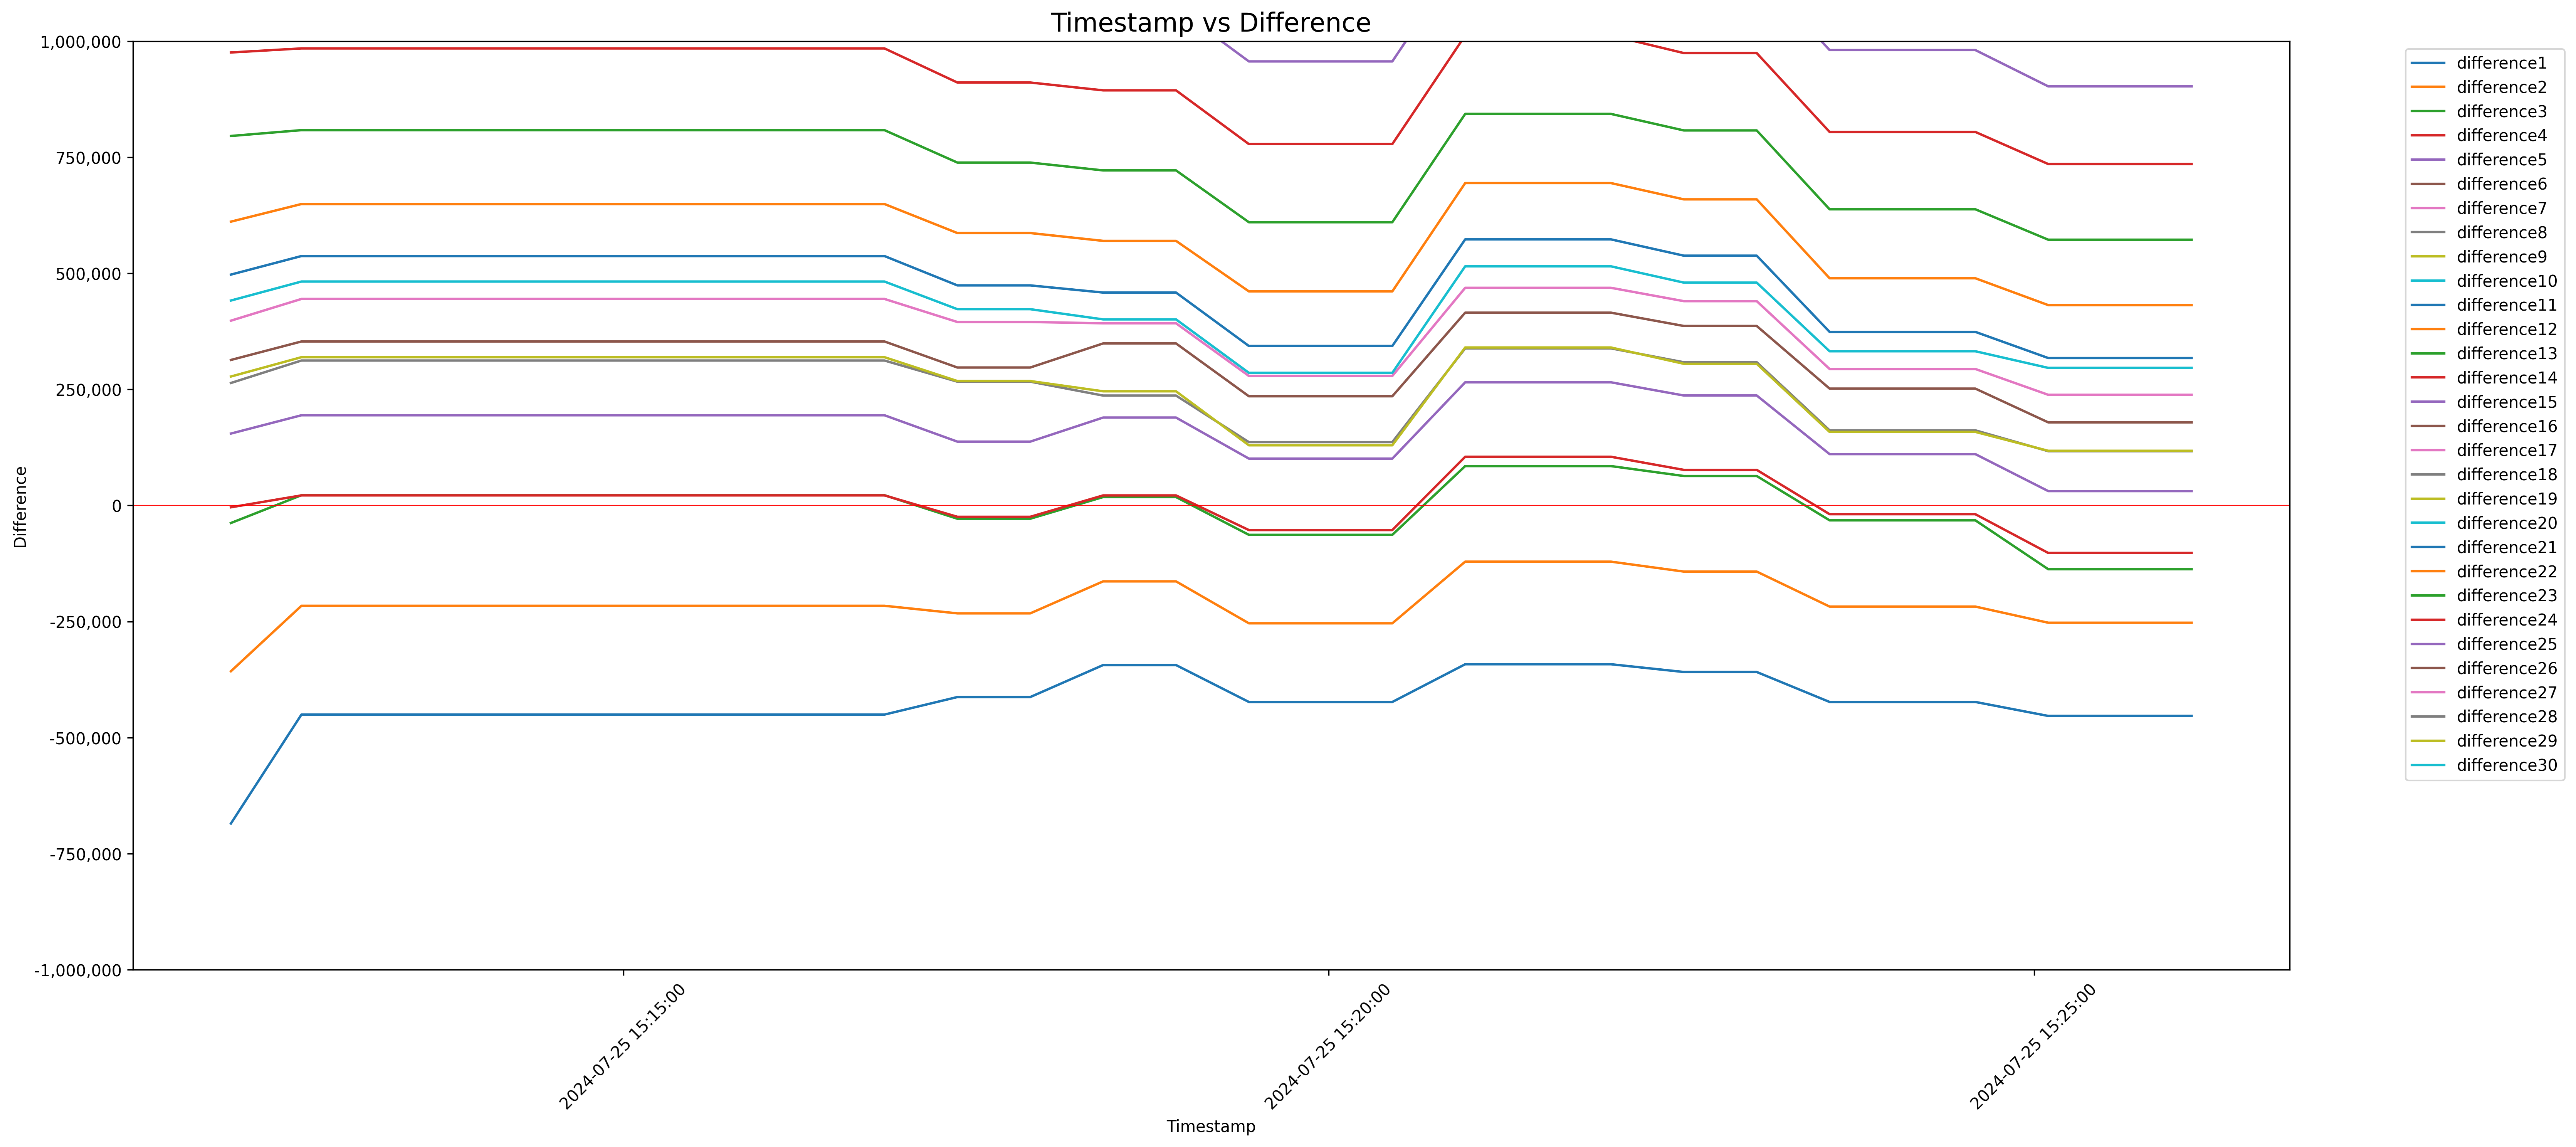 Timestamp vs Difference
1,000,000
750,000
500,000
250,000
0
-250,000
-500,000
-750,000
-1,000,000
Difference
2024-07-25 15:15:00
2024-07-25 15:20:00
2024-07-25 15:25:00
Timestamp
difference1
difference2
difference3
difference4
difference5
difference6
difference7
difference8
difference9
difference10
difference11
difference12
difference13
difference14
difference15
difference16
difference17
difference18
difference19
difference20
difference21
difference22
difference23
difference24
difference25
difference26
difference27
difference28
difference29
difference30